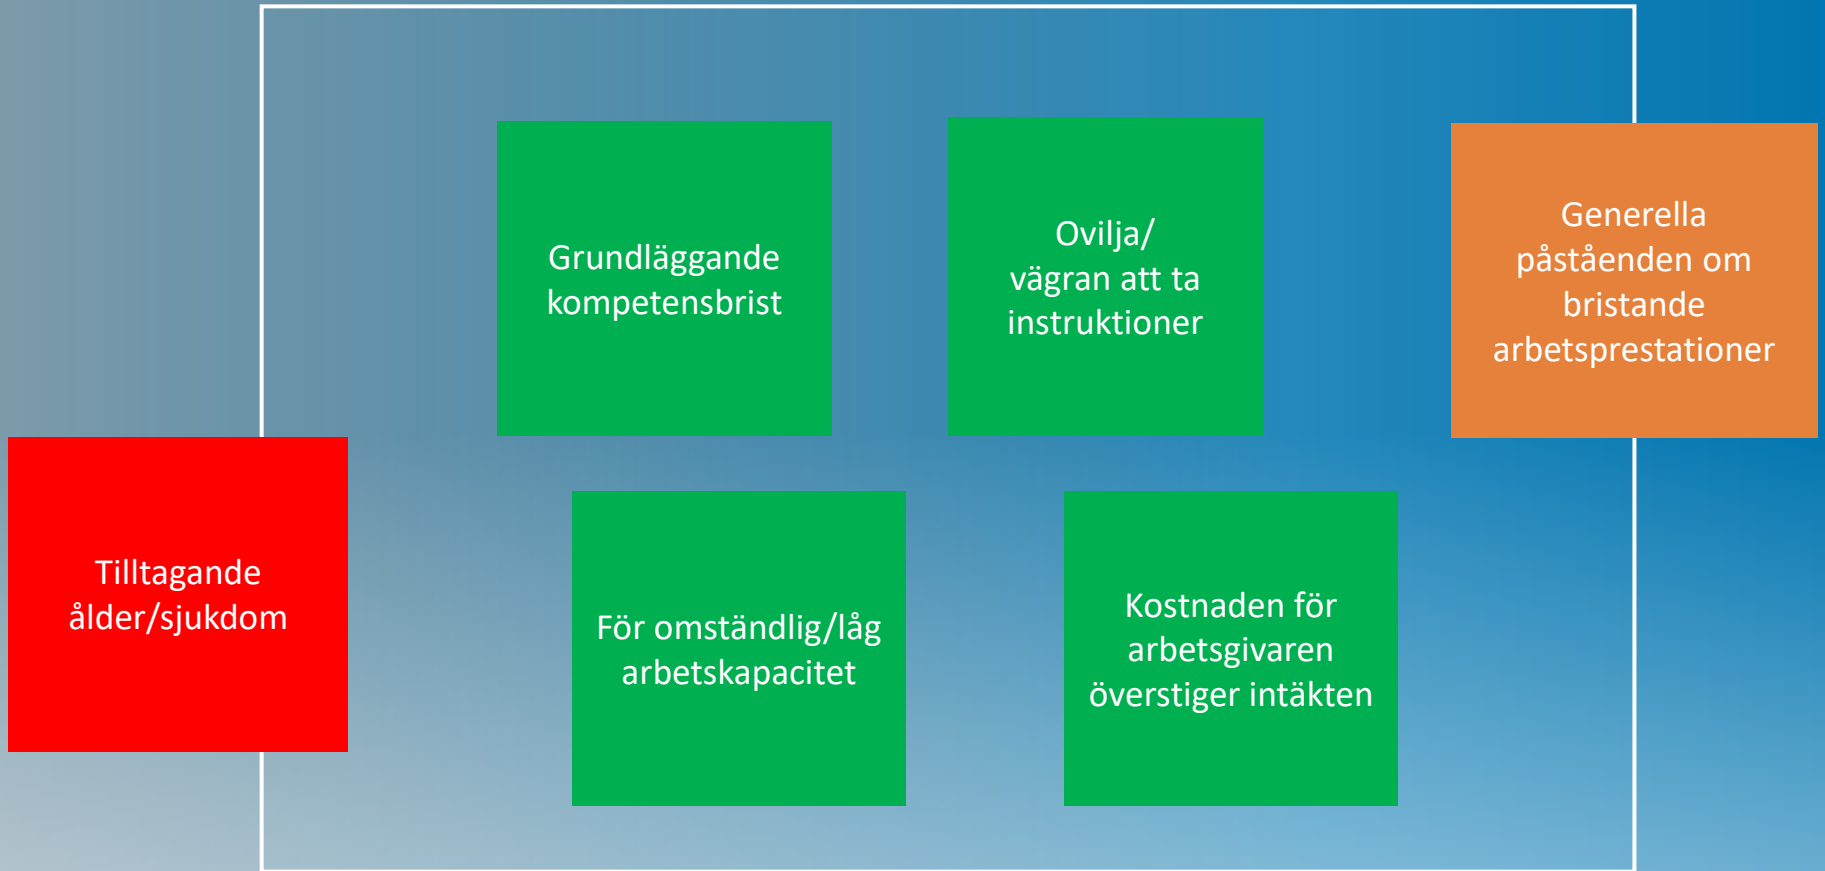 Grundläggande
kompetensbrist
Ovilja/
vägran att ta
instruktioner
Generella
påståenden om
bristande
arbetsprestationer
Tilltagande
ålder/sjukdom
För omständlig/låg
arbetskapacitet
Kostnaden för
arbetsgivaren
överstiger intäkten